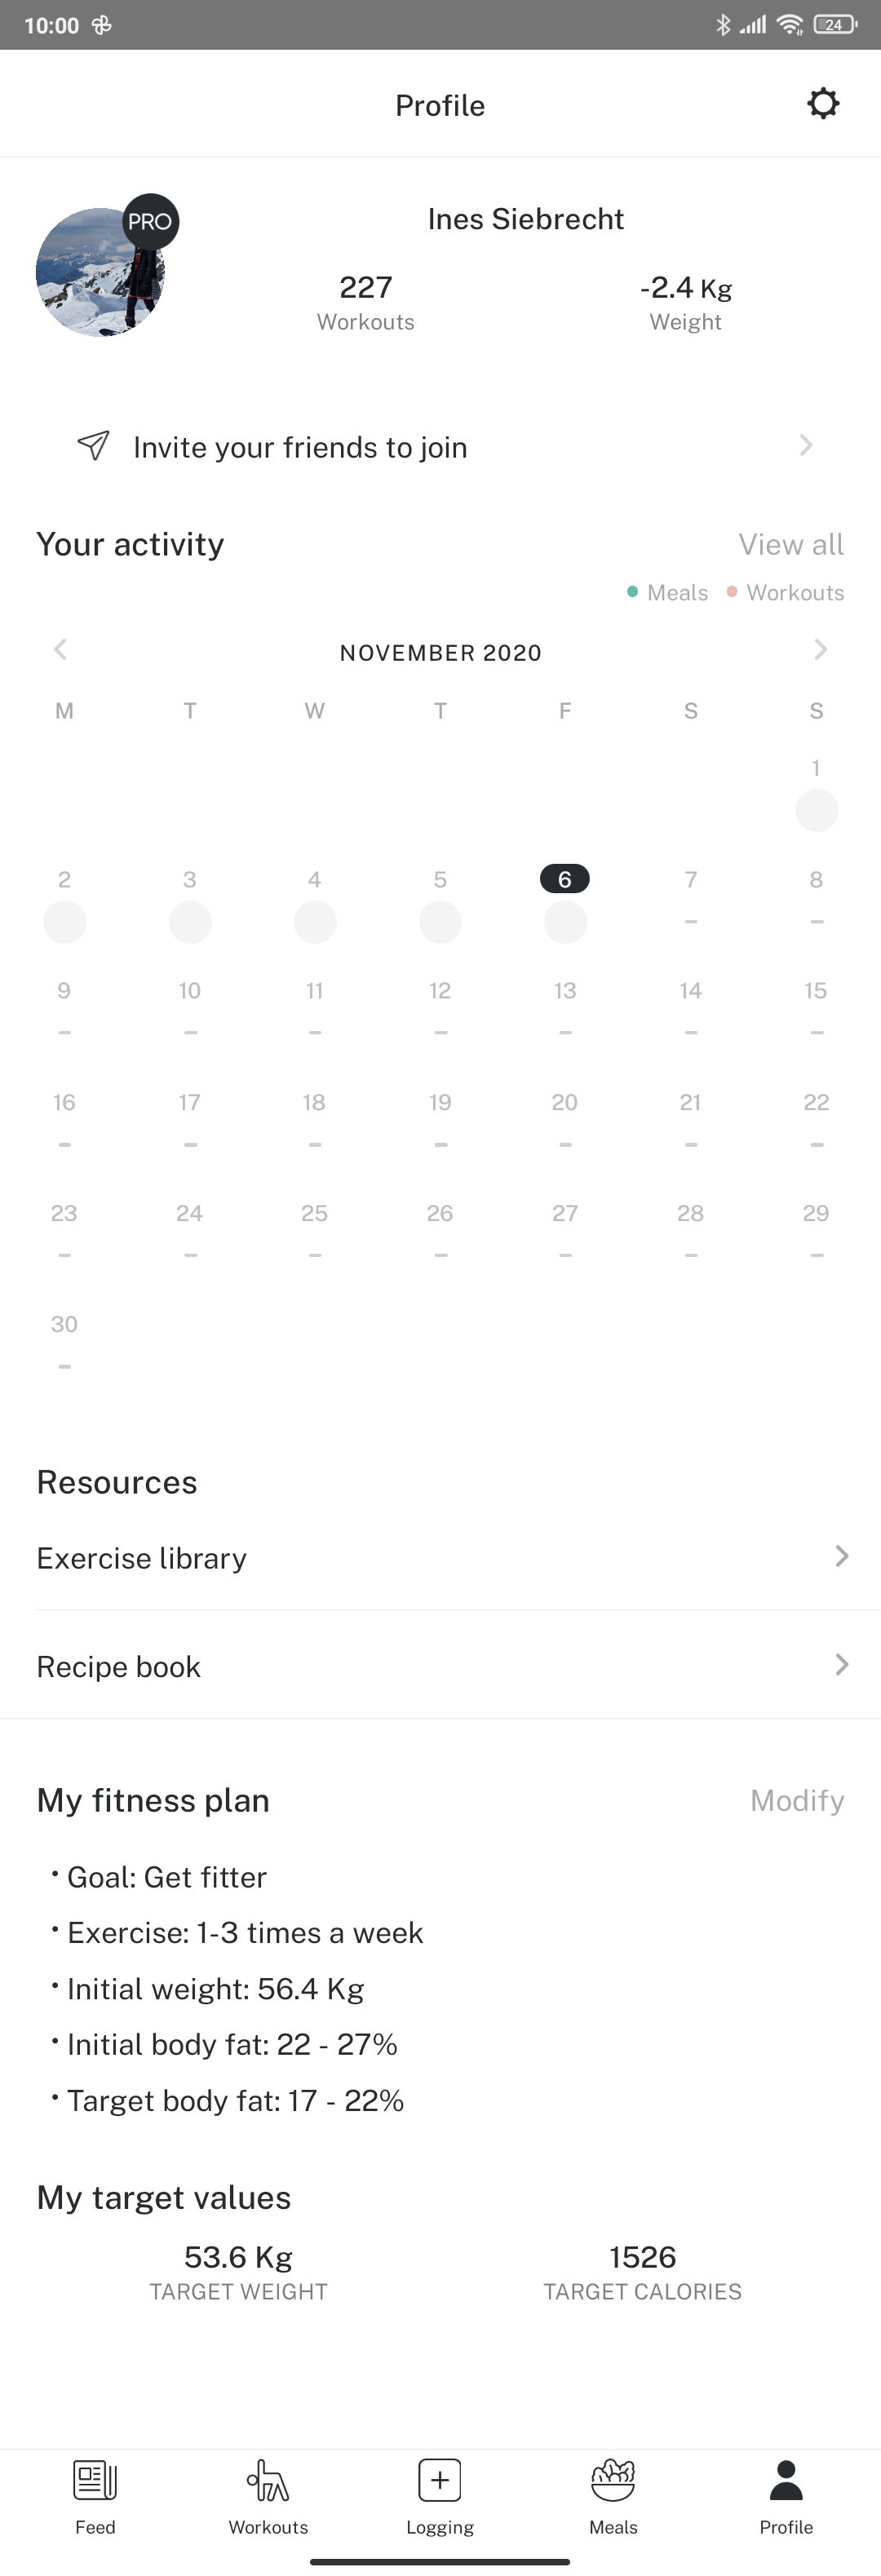 10:00
24
Profile
PRO
Ines Siebrecht
227
-2.4 Kg
Workouts
Weight
Invite your friends to join
Your activity
View all
Meals Workouts
NOVEMBER 2020
M T W T F S S
1
2 3 4 5 6 7 8
- -
9 10 11 12 13 14 15
- - - - - - -
16 17 18 19 20 21 22
- - - - - - -
23 24 25 26 27 28 29
- - - - - - -
30
-
Resources
Exercise library
Recipe book
My fitness plan
Modify
• Goal: Get fitter
• Exercise: 1-3 times a week
• Initial weight: 56.4 Kg
• Initial body fat: 22 - 27%
• Target body fat: 17 - 22%
My target values
53.6 Kg
1526
TARGET WEIGHT
TARGET CALORIES
Feed Workouts Logging Meals Profile